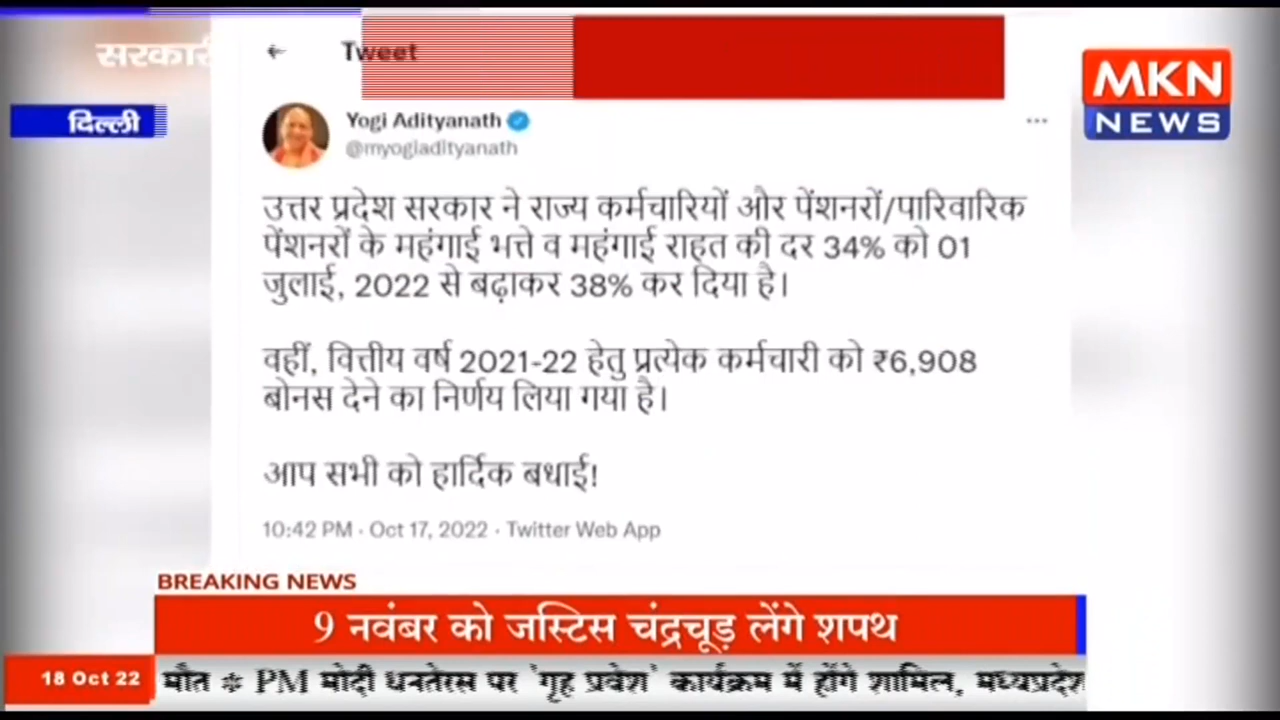 सरकारी
Tweet
दिल्ली
MKN
NEWS
Yogi Adityanath
@myogiadityanath
उत्तर प्रदेश सरकार ने राज्य कर्मचारियों और पेंशनरों/पारिवारिक
पेंशनरों के महंगाई भत्ते व महंगाई राहत की दर 34% को 01
जुलाई, 2022 से बढ़ाकर 38% कर दिया है।
वहीं, वित्तीय वर्ष 2021-22 हेतु प्रत्येक कर्मचारी को ₹6,908
बोनस देने का निर्णय लिया गया है।
आप सभी को हार्दिक बधाई!
10:42 PM · Oct 17, 2022 · Twitter Web App
BREAKING NEWS
9 नवंबर को जस्टिस चंद्रचूड़ लेंगे शपथ
18 Oct 22
मौत * PM मोदी धनतेरस पर 'गृह प्रवेश' कार्यक्रम में होंगे शामिल, मध्यप्रदेश